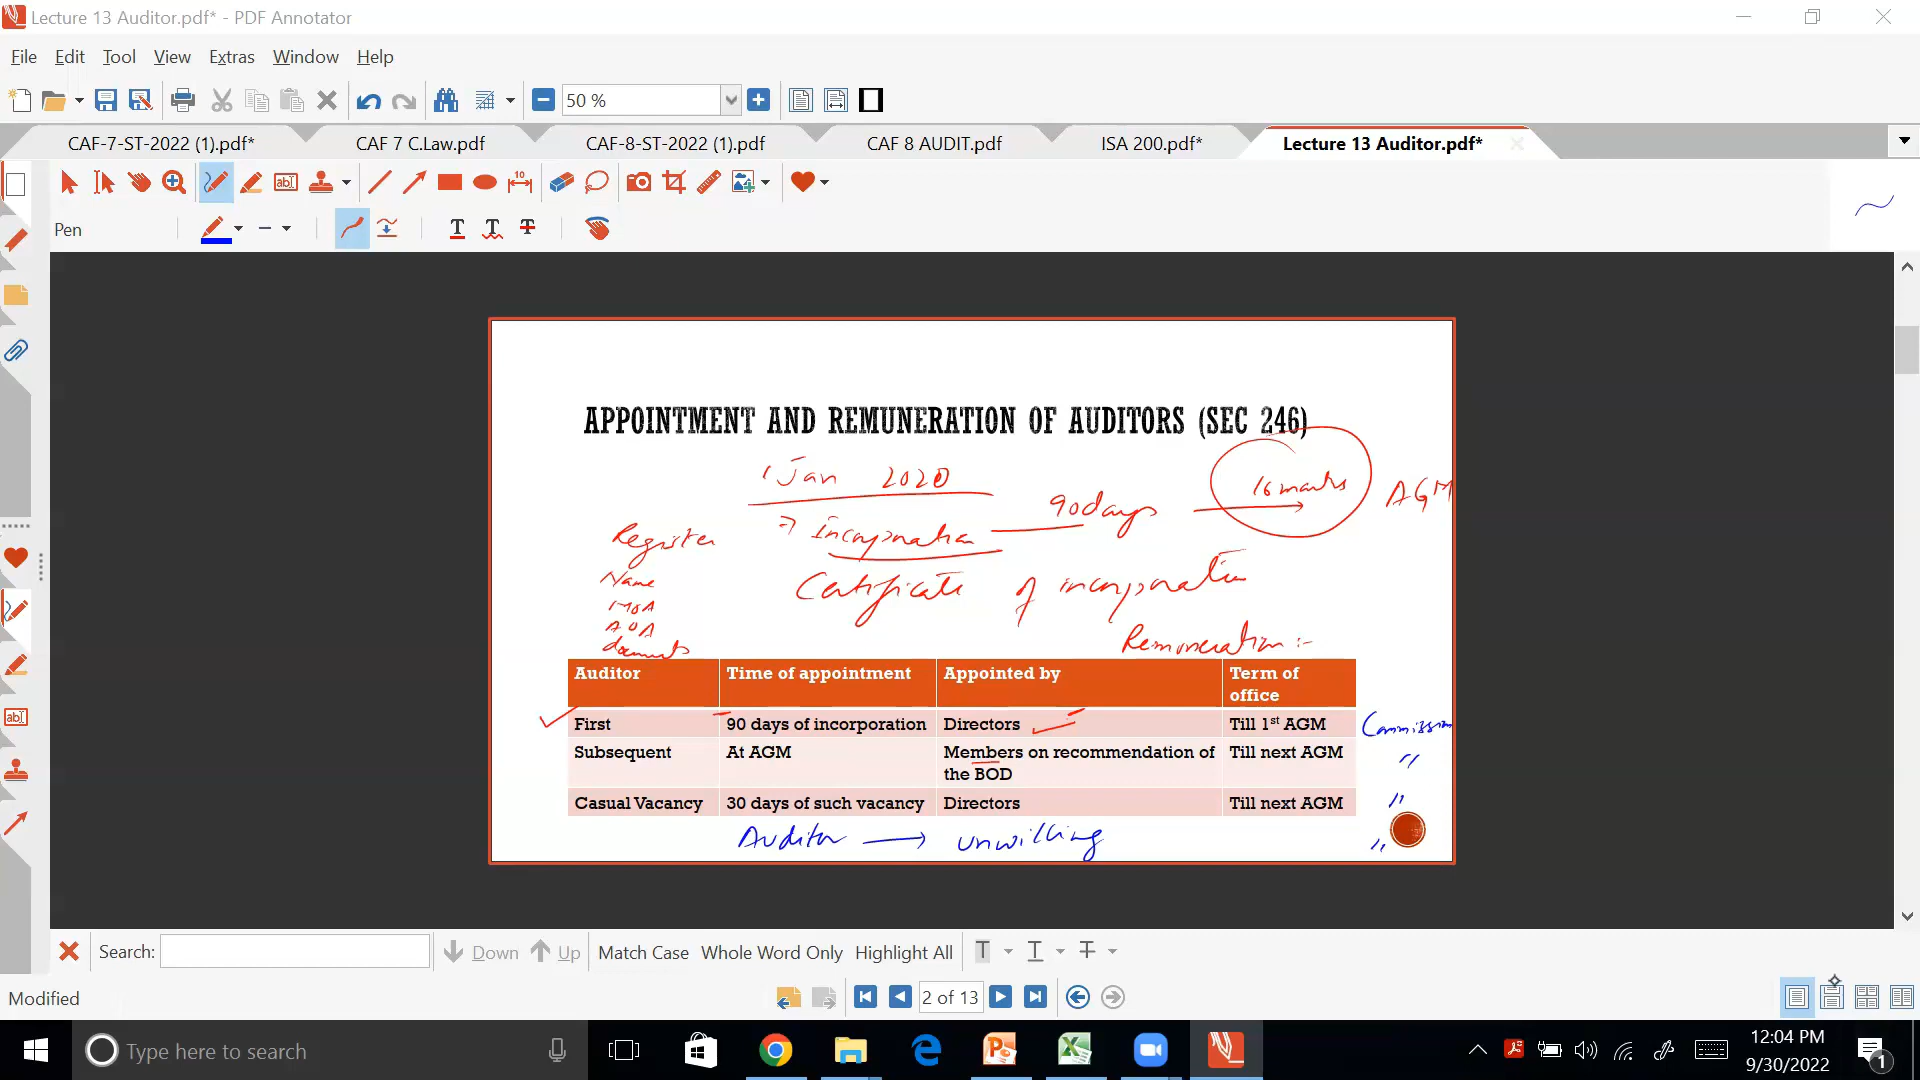 Lecture 13 Auditor.pdf* - PDF Annotator
File Edit Tool View Extras Window Help
50 %
CAF-7-ST-2022 (1).pdf* CAF 7 C.Law.pdf CAF-8-ST-2022 (1).pdf CAF 8 AUDIT.pdf ISA 200.pdf* Lecture 13 Auditor.pdf*
Pen
APPOINTMENT AND REMUNERATION OF AUDITORS (SEC 246)
1 Jan 2020
90 days
16 months
AGM
Register
Incorporation
Name
MOA
AOA
documents
Certificate of incorporation
Remuneration :-
Auditor Time of appointment Appointed by Term of office
First 90 days of incorporation Directors Till 1st AGM Commission
Subsequent At AGM Members on recommendation of the BOD Till next AGM "
Casual Vacancy 30 days of such vacancy Directors Till next AGM "
Auditor → unwilling "
Search: Down Up Match Case Whole Word Only Highlight All
Modified
2 of 13
Type here to search
12:04 PM
9/30/2022
1